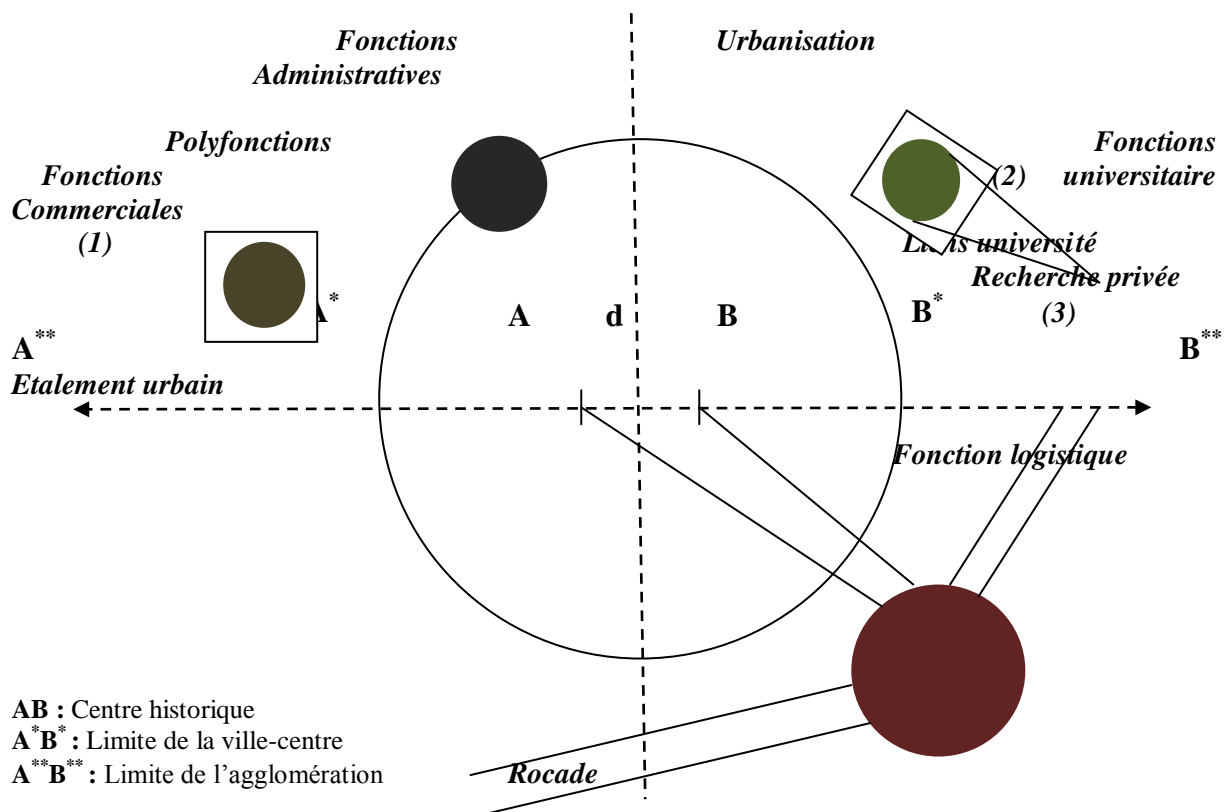 Fonctions
Administratives
Urbanisation
Polyfonctions
Fonctions
Commerciales
(1)
(2)
Fonctions
universitaire
Liens université
Recherche privée
(3)
A**
A*
A
d
B
B*
B**
Etalement urbain
Fonction logistique
AB : Centre historique
A*B* : Limite de la ville-centre
A**B** : Limite de l’agglomération
Rocade